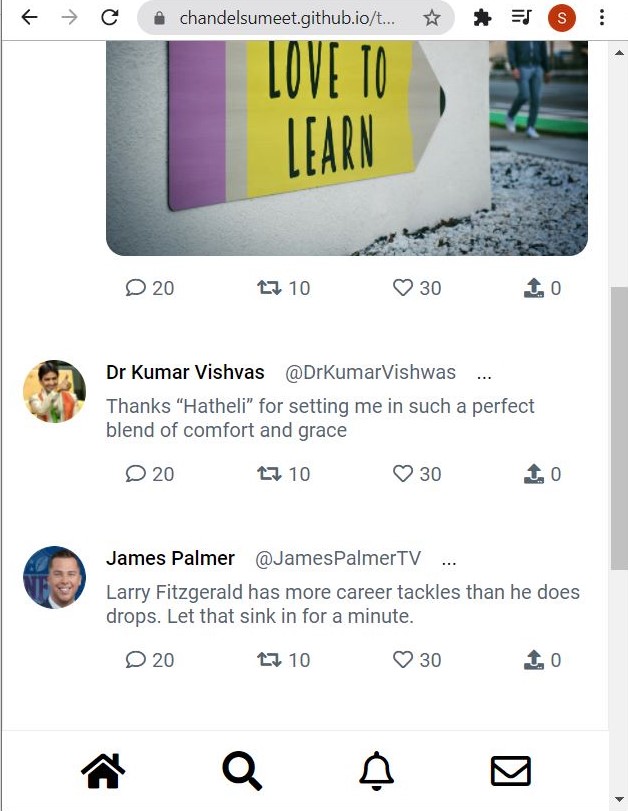 chandelsumeet.github.io/t...
S
LOVE TO
LEARN
20 10 30 0
Dr Kumar Vishvas @DrKumarVishwas ...
Thanks “Hatheli” for setting me in such a perfect
blend of comfort and grace
20 10 30 0
James Palmer @JamesPalmerTV ...
Larry Fitzgerald has more career tackles than he does
drops. Let that sink in for a minute.
20 10 30 0